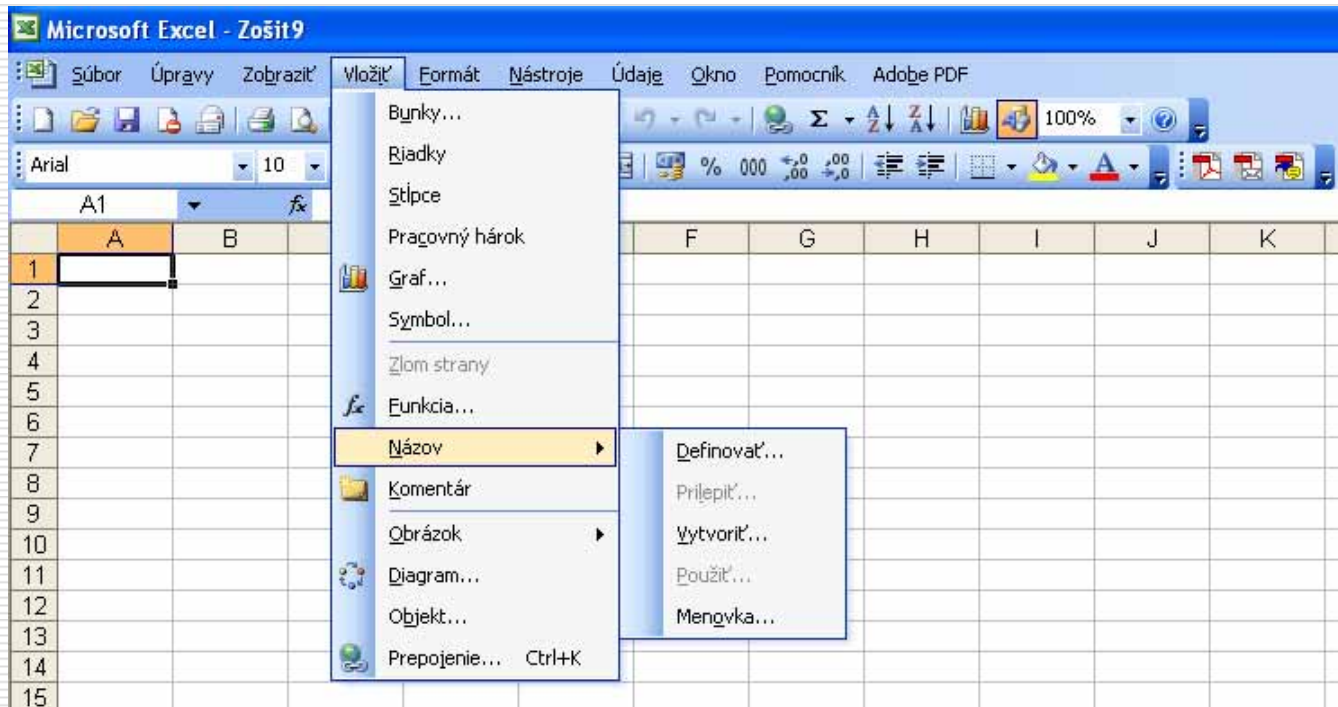 Microsoft Excel - Zošit9
Súbor Úpravy Zobraziť Vložiť Formát Nástroje Údaje Okno Pomocník Adobe PDF
100%
Arial 10 % 000
A1 fx
A B F G H I J K
1
2
3
4
5
6
7
8
9
10
11
12
13
14
15
Bunky...
Riadky
Stĺpce
Pracovný hárok
Graf...
Symbol...
Zlom strany
Funkcia...
Názov
Komentár
Obrázok
Diagram...
Objekt...
Prepojenie... Ctrl+K
Definovať...
Prilepiť...
Vytvoriť...
Použiť...
Menovka...